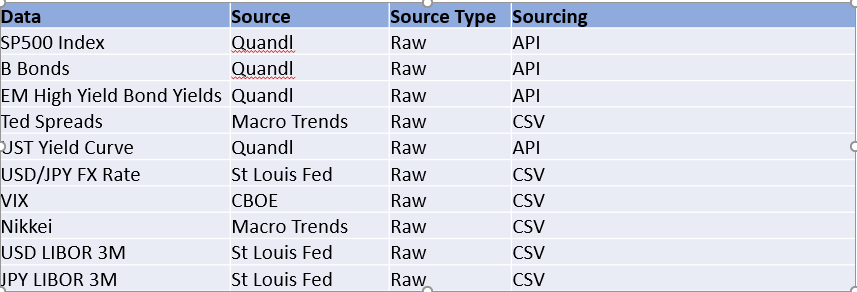 Data Source Source Type Sourcing
SP500 Index Quandl Raw API
B Bonds Quandl Raw API
EM High Yield Bond Yields Quandl Raw API
Ted Spreads Macro Trends Raw CSV
UST Yield Curve Quandl Raw API
USD/JPY FX Rate St Louis Fed Raw CSV
VIX CBOE Raw CSV
Nikkei Macro Trends Raw CSV
USD LIBOR 3M St Louis Fed Raw CSV
JPY LIBOR 3M St Louis Fed Raw CSV